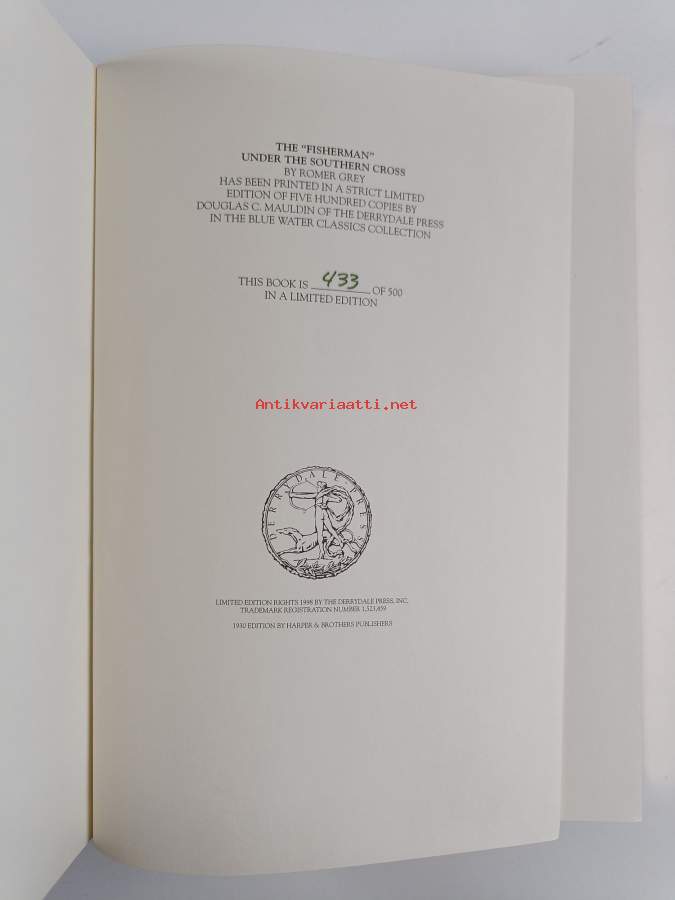 THE "FISHERMAN"
UNDER THE SOUTHERN CROSS
BY ROMER GREY
HAS BEEN PRINTED IN A STRICT LIMITED
EDITION OF FIVE HUNDRED COPIES BY
DOUGLAS C. MAULDIN OF THE DERRYDALE PRESS
IN THE BLUE WATER CLASSICS COLLECTION
THIS BOOK IS 433 OF 500
IN A LIMITED EDITION
Antikvariaatti.net
DERRYDALE PRESS
LIMITED EDITION RIGHTS 1998 BY THE DERRYDALE PRESS, INC.
TRADEMARK REGISTRATION NUMBER 1,523,459
1930 EDITION BY HARPER & BROTHERS PUBLISHERS